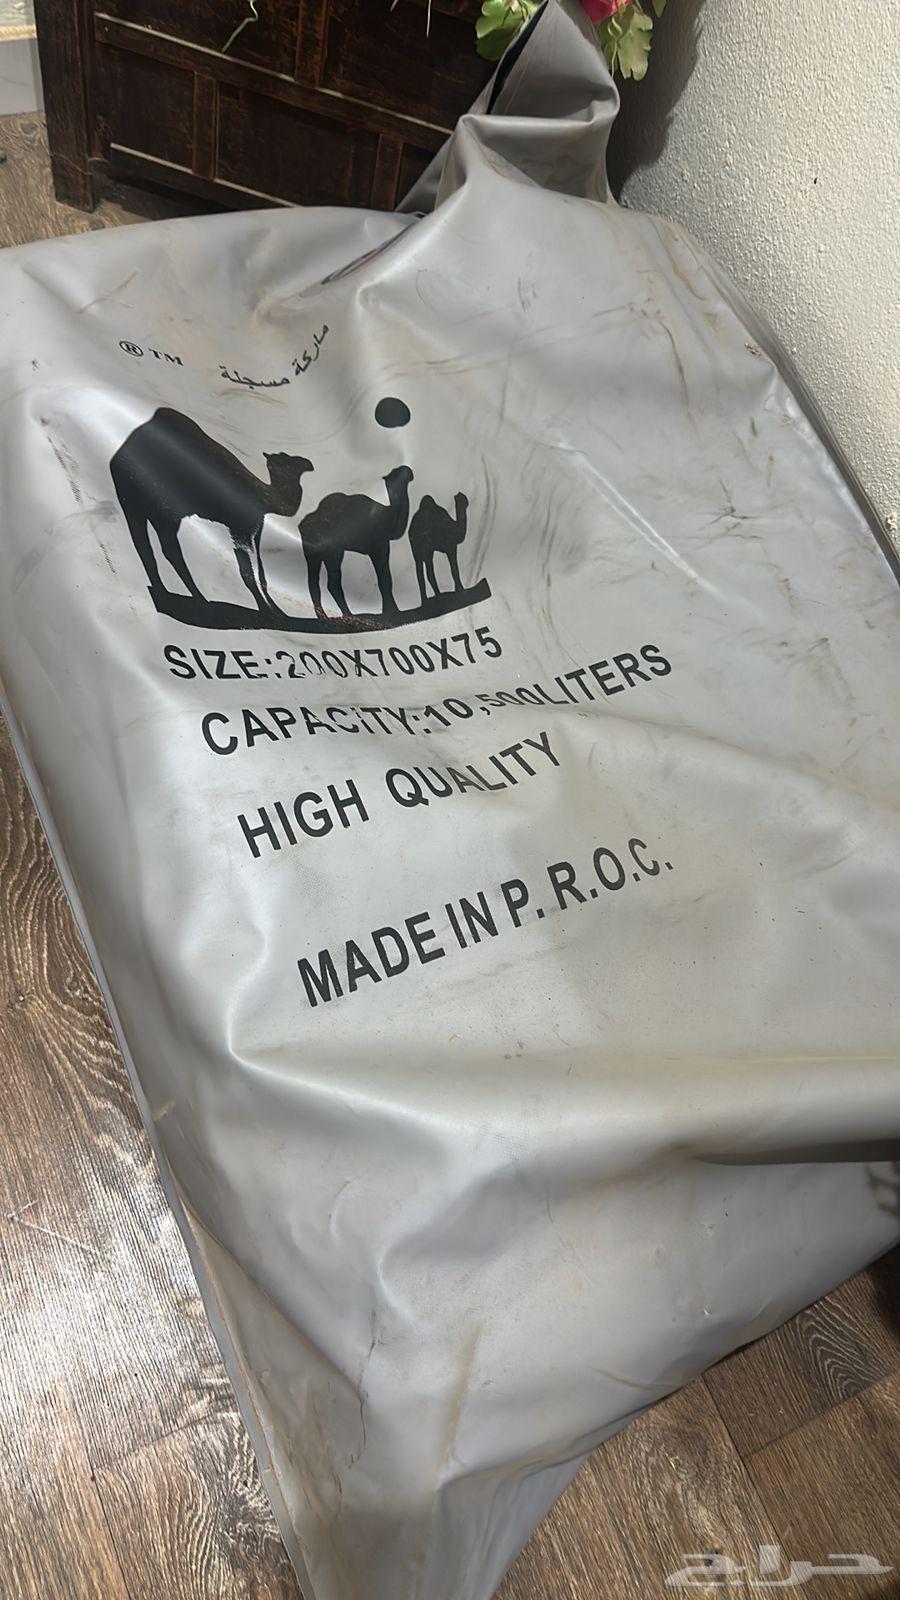 ® TM ماركة مسجلة
SIZE:200X700X75
CAPACITY:10,500LITERS
HIGH QUALITY
MADE IN P. R.O.C.
حراج